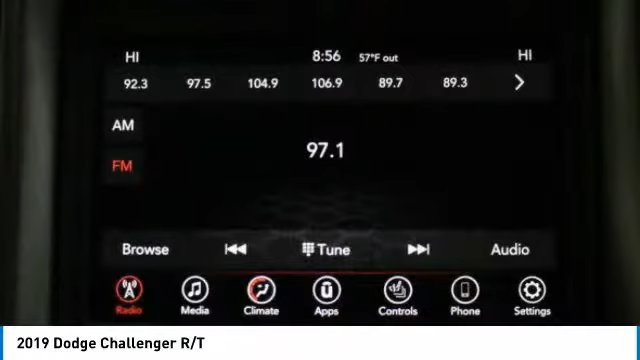 HI 8:56 57°F out HI
92.3 97.5 104.9 106.9 89.7 89.3
AM
97.1
FM
Browse Tune Audio
Radio Media Climate Apps Controls Phone Settings
2019 Dodge Challenger R/T